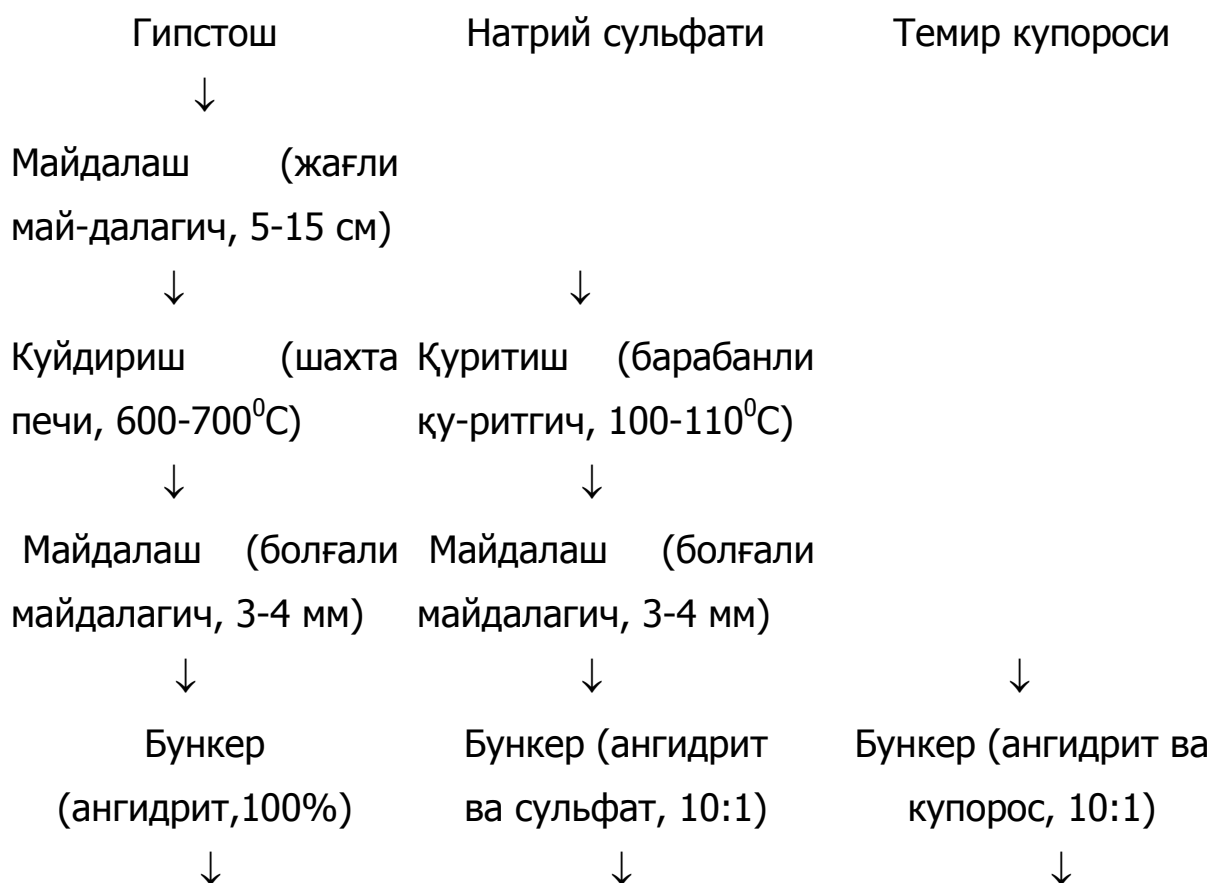 Гипстош Натрий сульфати Темир купороси
↓
Майдалаш (жағли
май-далагич, 5-15 см)
↓ ↓
Куйдириш (шахта Қуритиш (барабанли
печи, 600-700⁰С) қу-ритгич, 100-110⁰С)
↓ ↓
Майдалаш (болғали Майдалаш (болғали
майдалагич, 3-4 мм) майдалагич, 3-4 мм)
↓ ↓ ↓
Бункер Бункер (ангидрит Бункер (ангидрит ва
(ангидрит,100%) ва сульфат, 10:1) купорос, 10:1)
↓ ↓ ↓